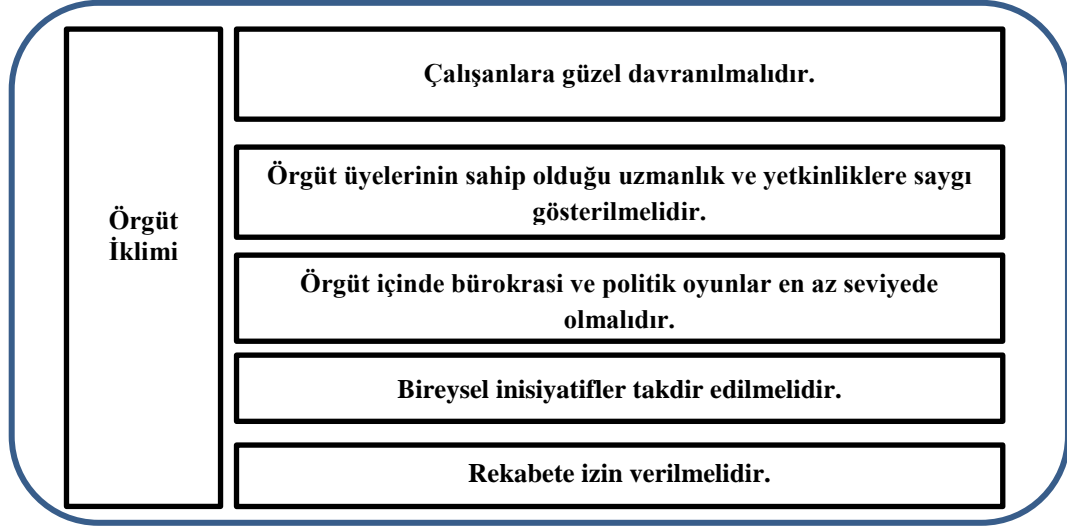 Örgüt
İklimi
Çalışanlara güzel davranılmalıdır.
Örgüt üyelerinin sahip olduğu uzmanlık ve yetkinliklere saygı
gösterilmelidir.
Örgüt içinde bürokrasi ve politik oyunlar en az seviyede
olmalıdır.
Bireysel inisiyatifler takdir edilmelidir.
Rekabete izin verilmelidir.